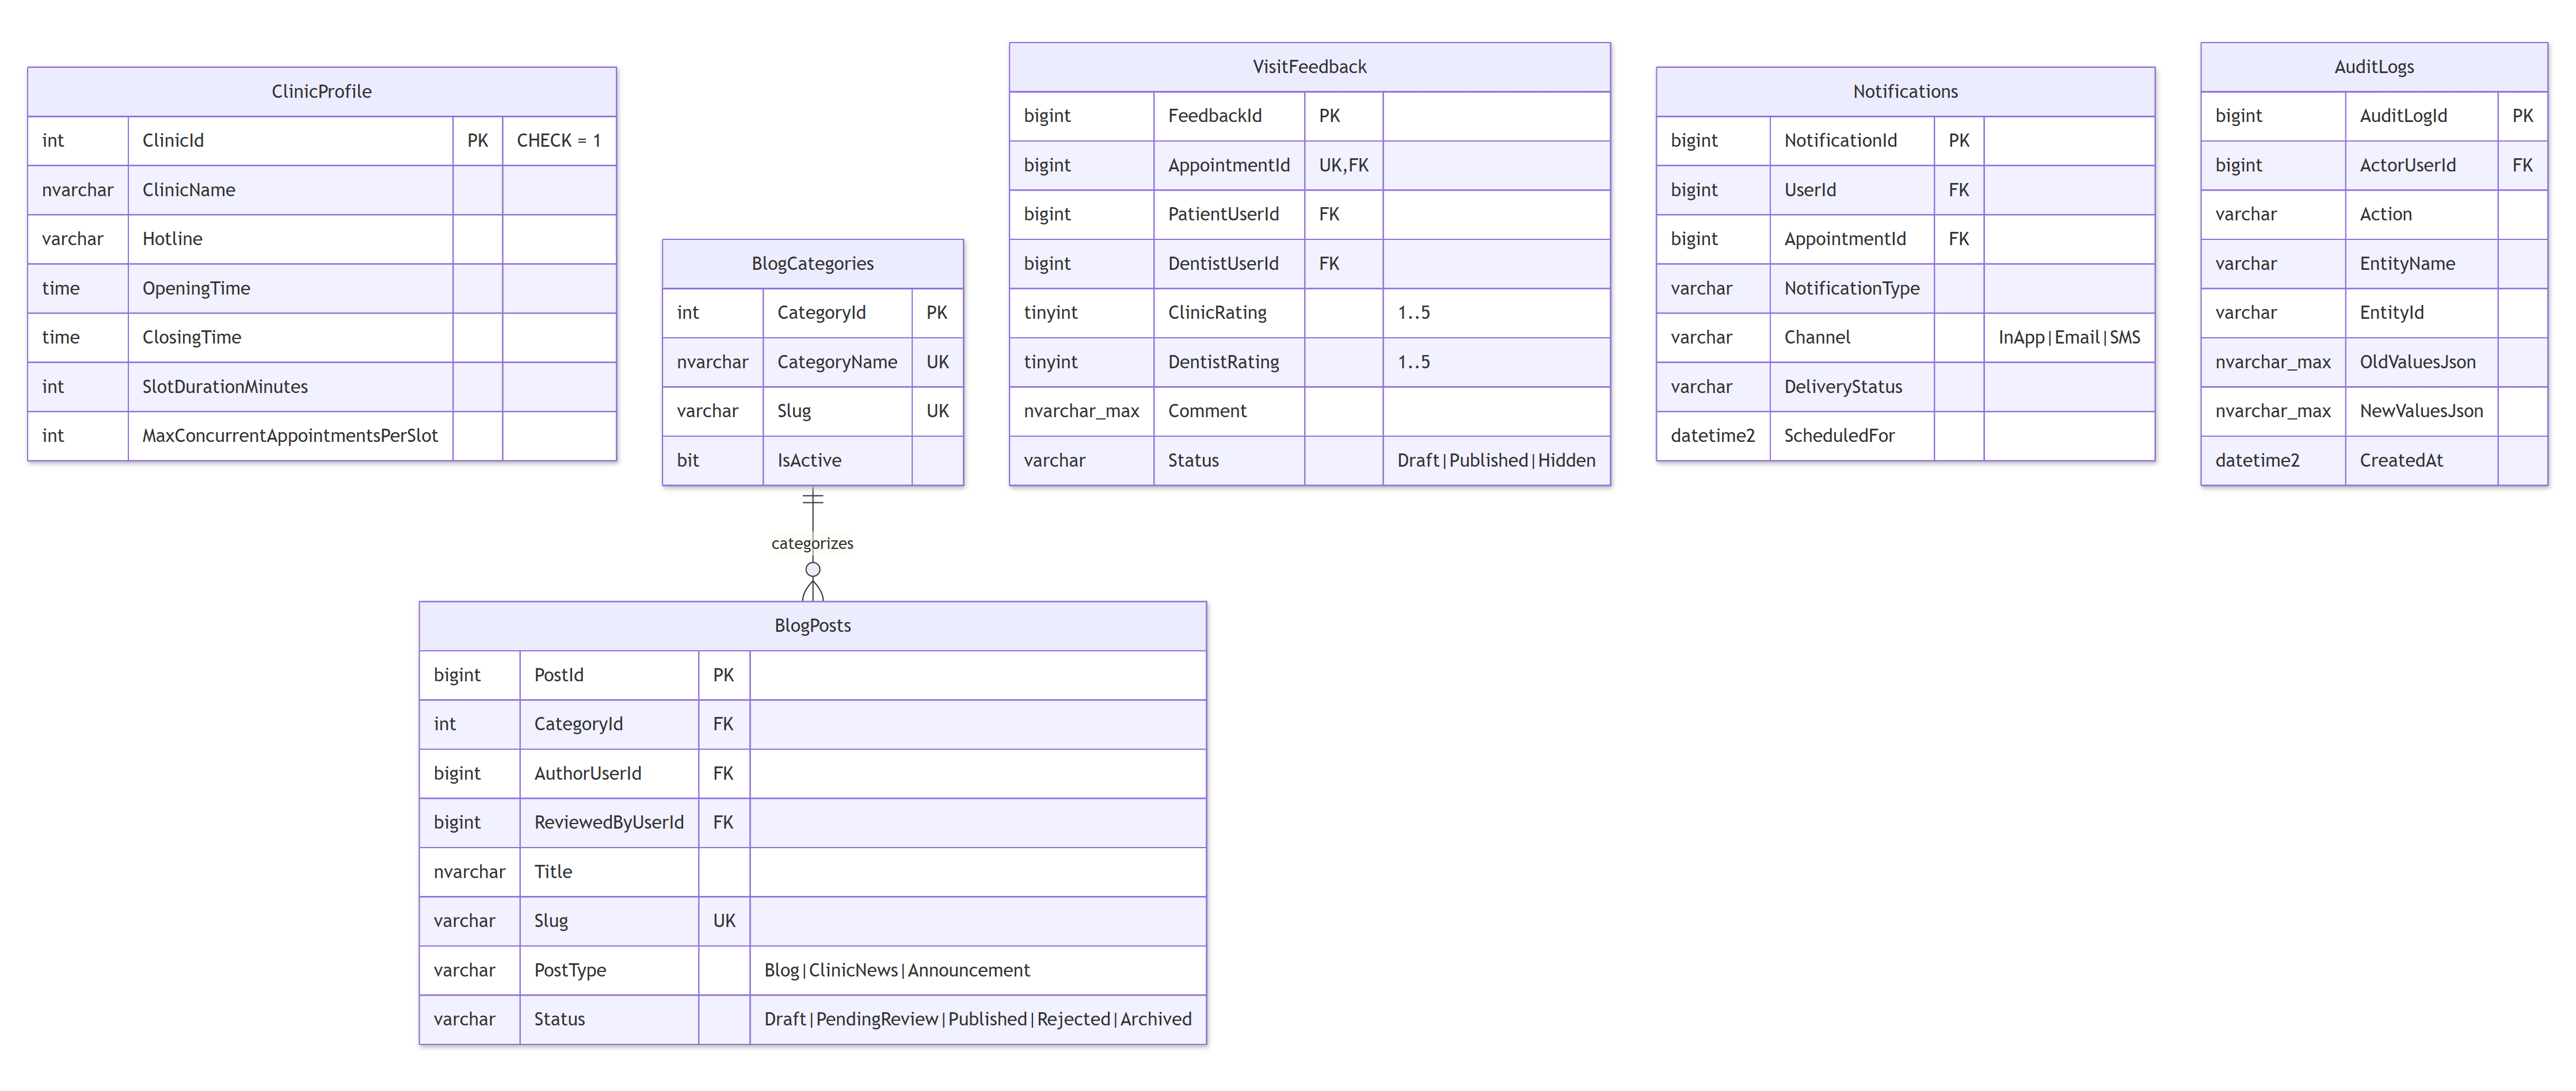 ClinicProfile
int ClinicId PK CHECK = 1
nvarchar ClinicName
varchar Hotline
time OpeningTime
time ClosingTime
int SlotDurationMinutes
int MaxConcurrentAppointmentsPerSlot
BlogCategories
int CategoryId PK
nvarchar CategoryName UK
varchar Slug UK
bit IsActive
categorizes
BlogPosts
bigint PostId PK
int CategoryId FK
bigint AuthorUserId FK
bigint ReviewedByUserId FK
nvarchar Title
varchar Slug UK
varchar PostType Blog|ClinicNews|Announcement
varchar Status Draft|PendingReview|Published|Rejected|Archived
VisitFeedback
bigint FeedbackId PK
bigint AppointmentId UK,FK
bigint PatientUserId FK
bigint DentistUserId FK
tinyint ClinicRating 1..5
tinyint DentistRating 1..5
nvarchar_max Comment
varchar Status Draft|Published|Hidden
Notifications
bigint NotificationId PK
bigint UserId FK
bigint AppointmentId FK
varchar NotificationType
varchar Channel InApp|Email|SMS
varchar DeliveryStatus
datetime2 ScheduledFor
AuditLogs
bigint AuditLogId PK
bigint ActorUserId FK
varchar Action
varchar EntityName
varchar EntityId
nvarchar_max OldValuesJson
nvarchar_max NewValuesJson
datetime2 CreatedAt